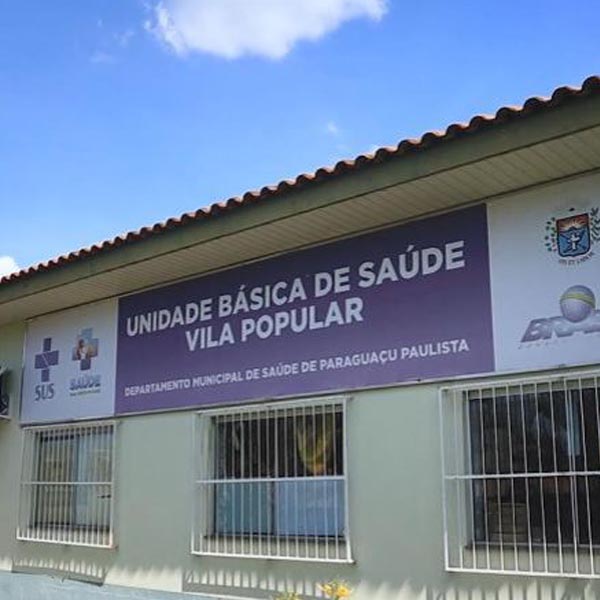 UNIDADE BÁSICA DE SAÚDE
VILA POPULAR
DEPARTAMENTO MUNICIPAL DE SAÚDE DE PARAGUAÇU PAULISTA
SUS
SAÚDE